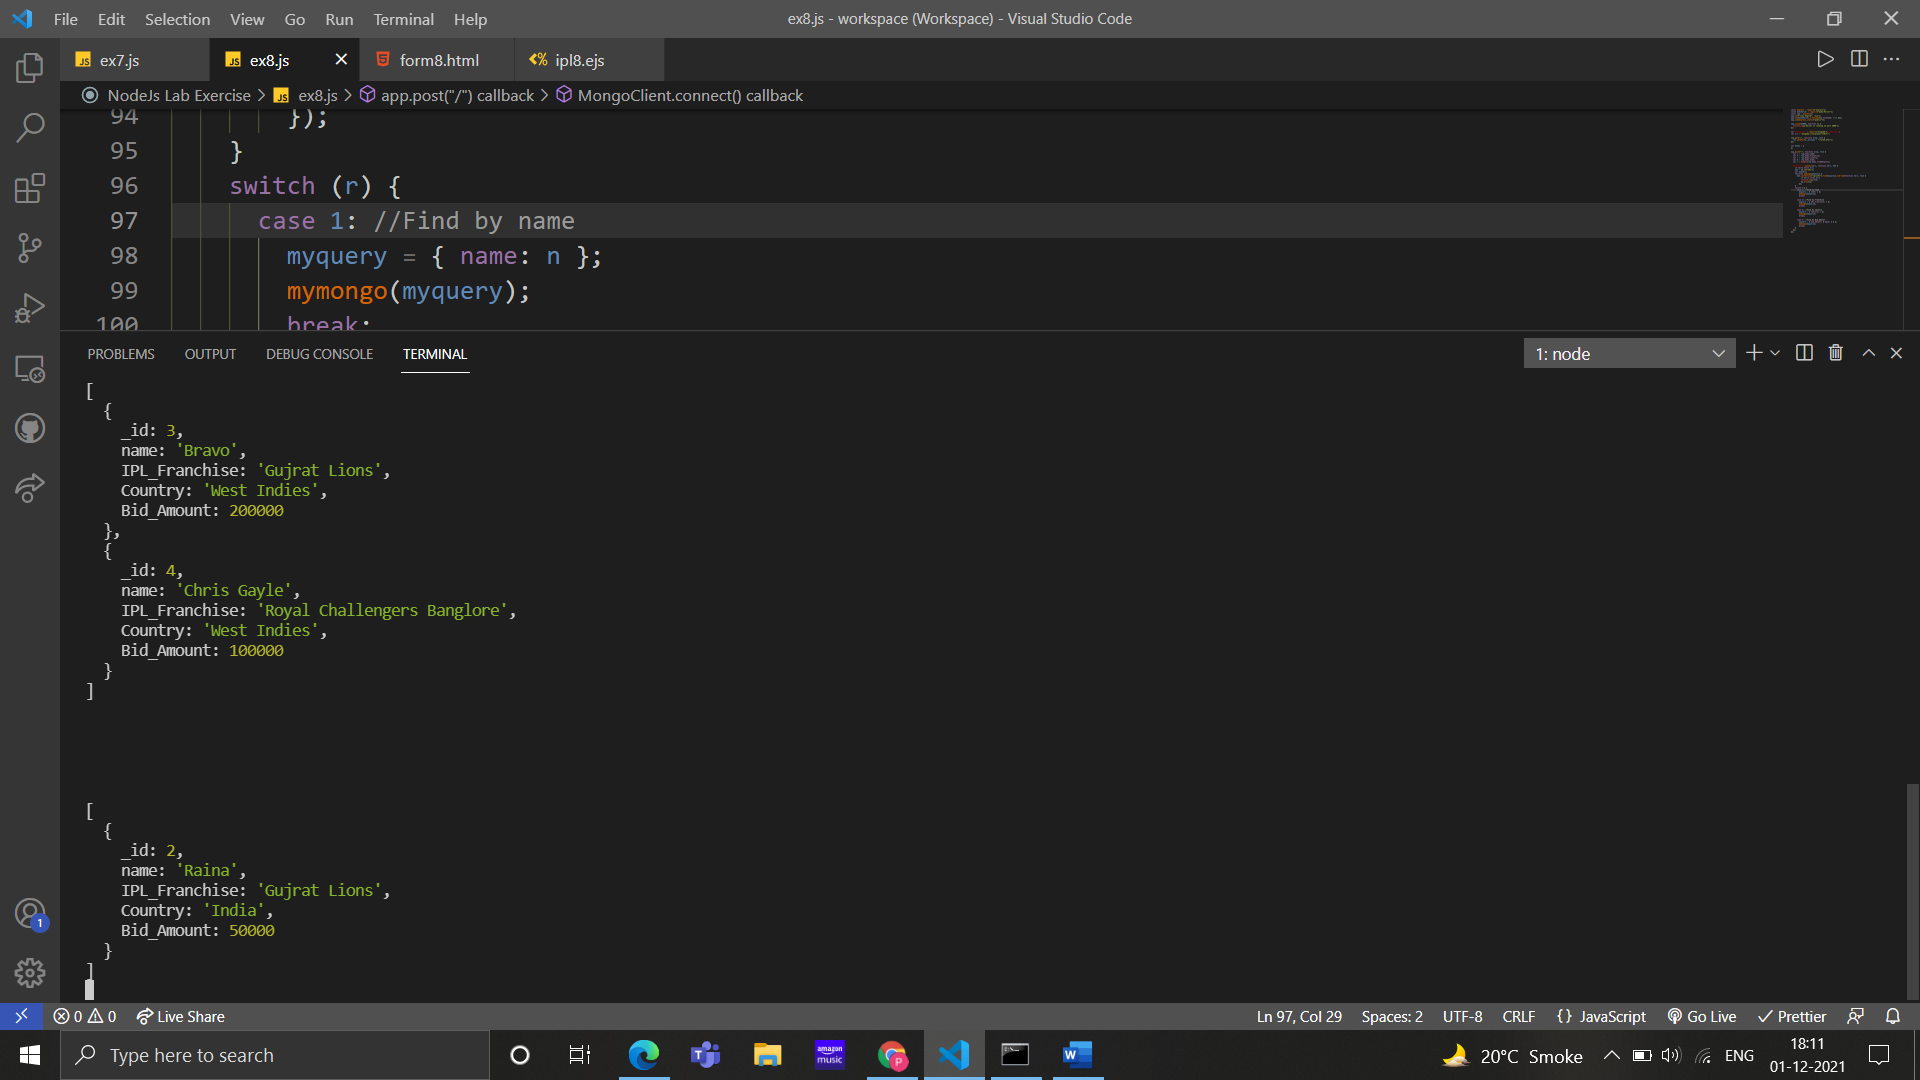 File Edit Selection View Go Run Terminal Help
ex8.js - workspace (Workspace) - Visual Studio Code
JS ex7.js
JS ex8.js
form8.html
<% ipl8.ejs
NodeJs Lab Exercise > JS ex8.js > app.post("/") callback > MongoClient.connect() callback
94 });
95 }
96 switch (r) {
97 case 1: //Find by name
98 myquery = { name: n };
99 mymongo(myquery);
100 break;
PROBLEMS OUTPUT DEBUG CONSOLE TERMINAL
1: node
[
{
_id: 3,
name: 'Bravo',
IPL_Franchise: 'Gujrat Lions',
Country: 'West Indies',
Bid_Amount: 200000
},
{
_id: 4,
name: 'Chris Gayle',
IPL_Franchise: 'Royal Challengers Banglore',
Country: 'West Indies',
Bid_Amount: 100000
}
]
[
{
_id: 2,
name: 'Raina',
IPL_Franchise: 'Gujrat Lions',
Country: 'India',
Bid_Amount: 50000
}
]
1
0 0 Live Share
Ln 97, Col 29 Spaces: 2 UTF-8 CRLF {} JavaScript Go Live Prettier
Type here to search
amazon music
20°C Smoke
ENG
18:11
01-12-2021